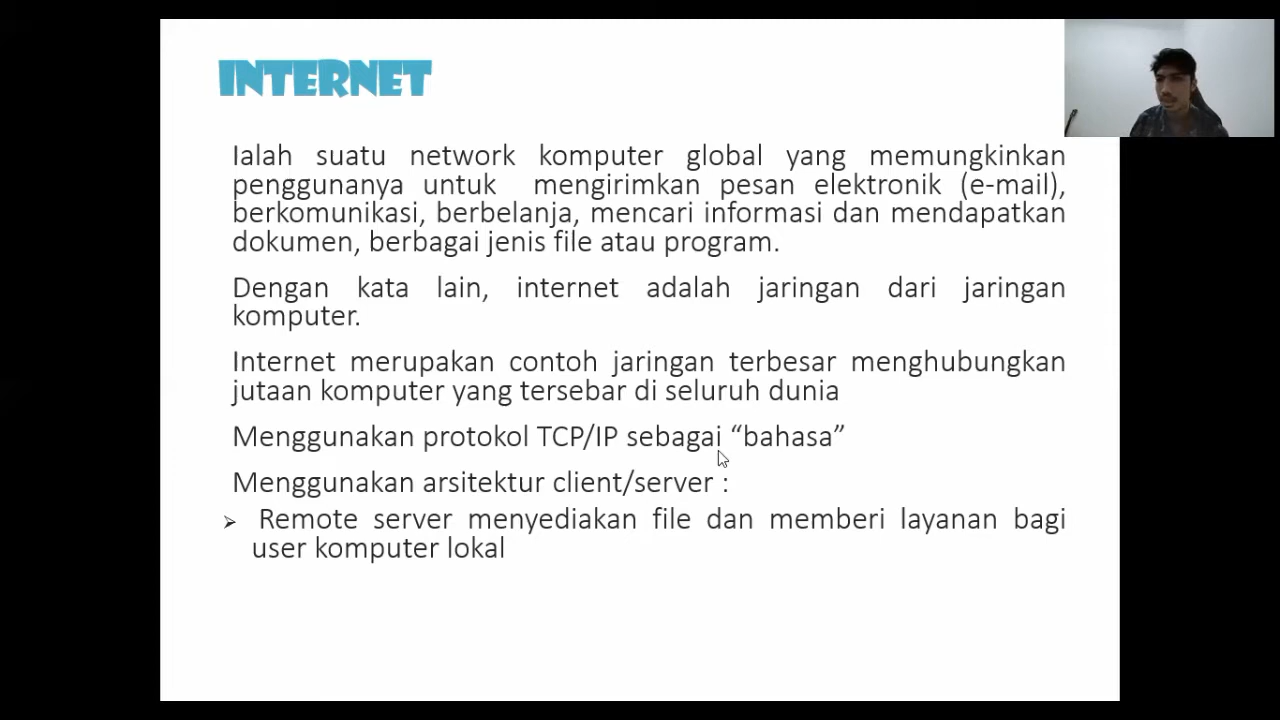 INTERNET
Ialah suatu network komputer global yang memungkinkan
penggunanya untuk mengirimkan pesan elektronik (e-mail),
berkomunikasi, berbelanja, mencari informasi dan mendapatkan
dokumen, berbagai jenis file atau program.
Dengan kata lain, internet adalah jaringan dari jaringan
komputer.
Internet merupakan contoh jaringan terbesar menghubungkan
jutaan komputer yang tersebar di seluruh dunia
Menggunakan protokol TCP/IP sebagai “bahasa”
Menggunakan arsitektur client/server :
➢ Remote server menyediakan file dan memberi layanan bagi
user komputer lokal